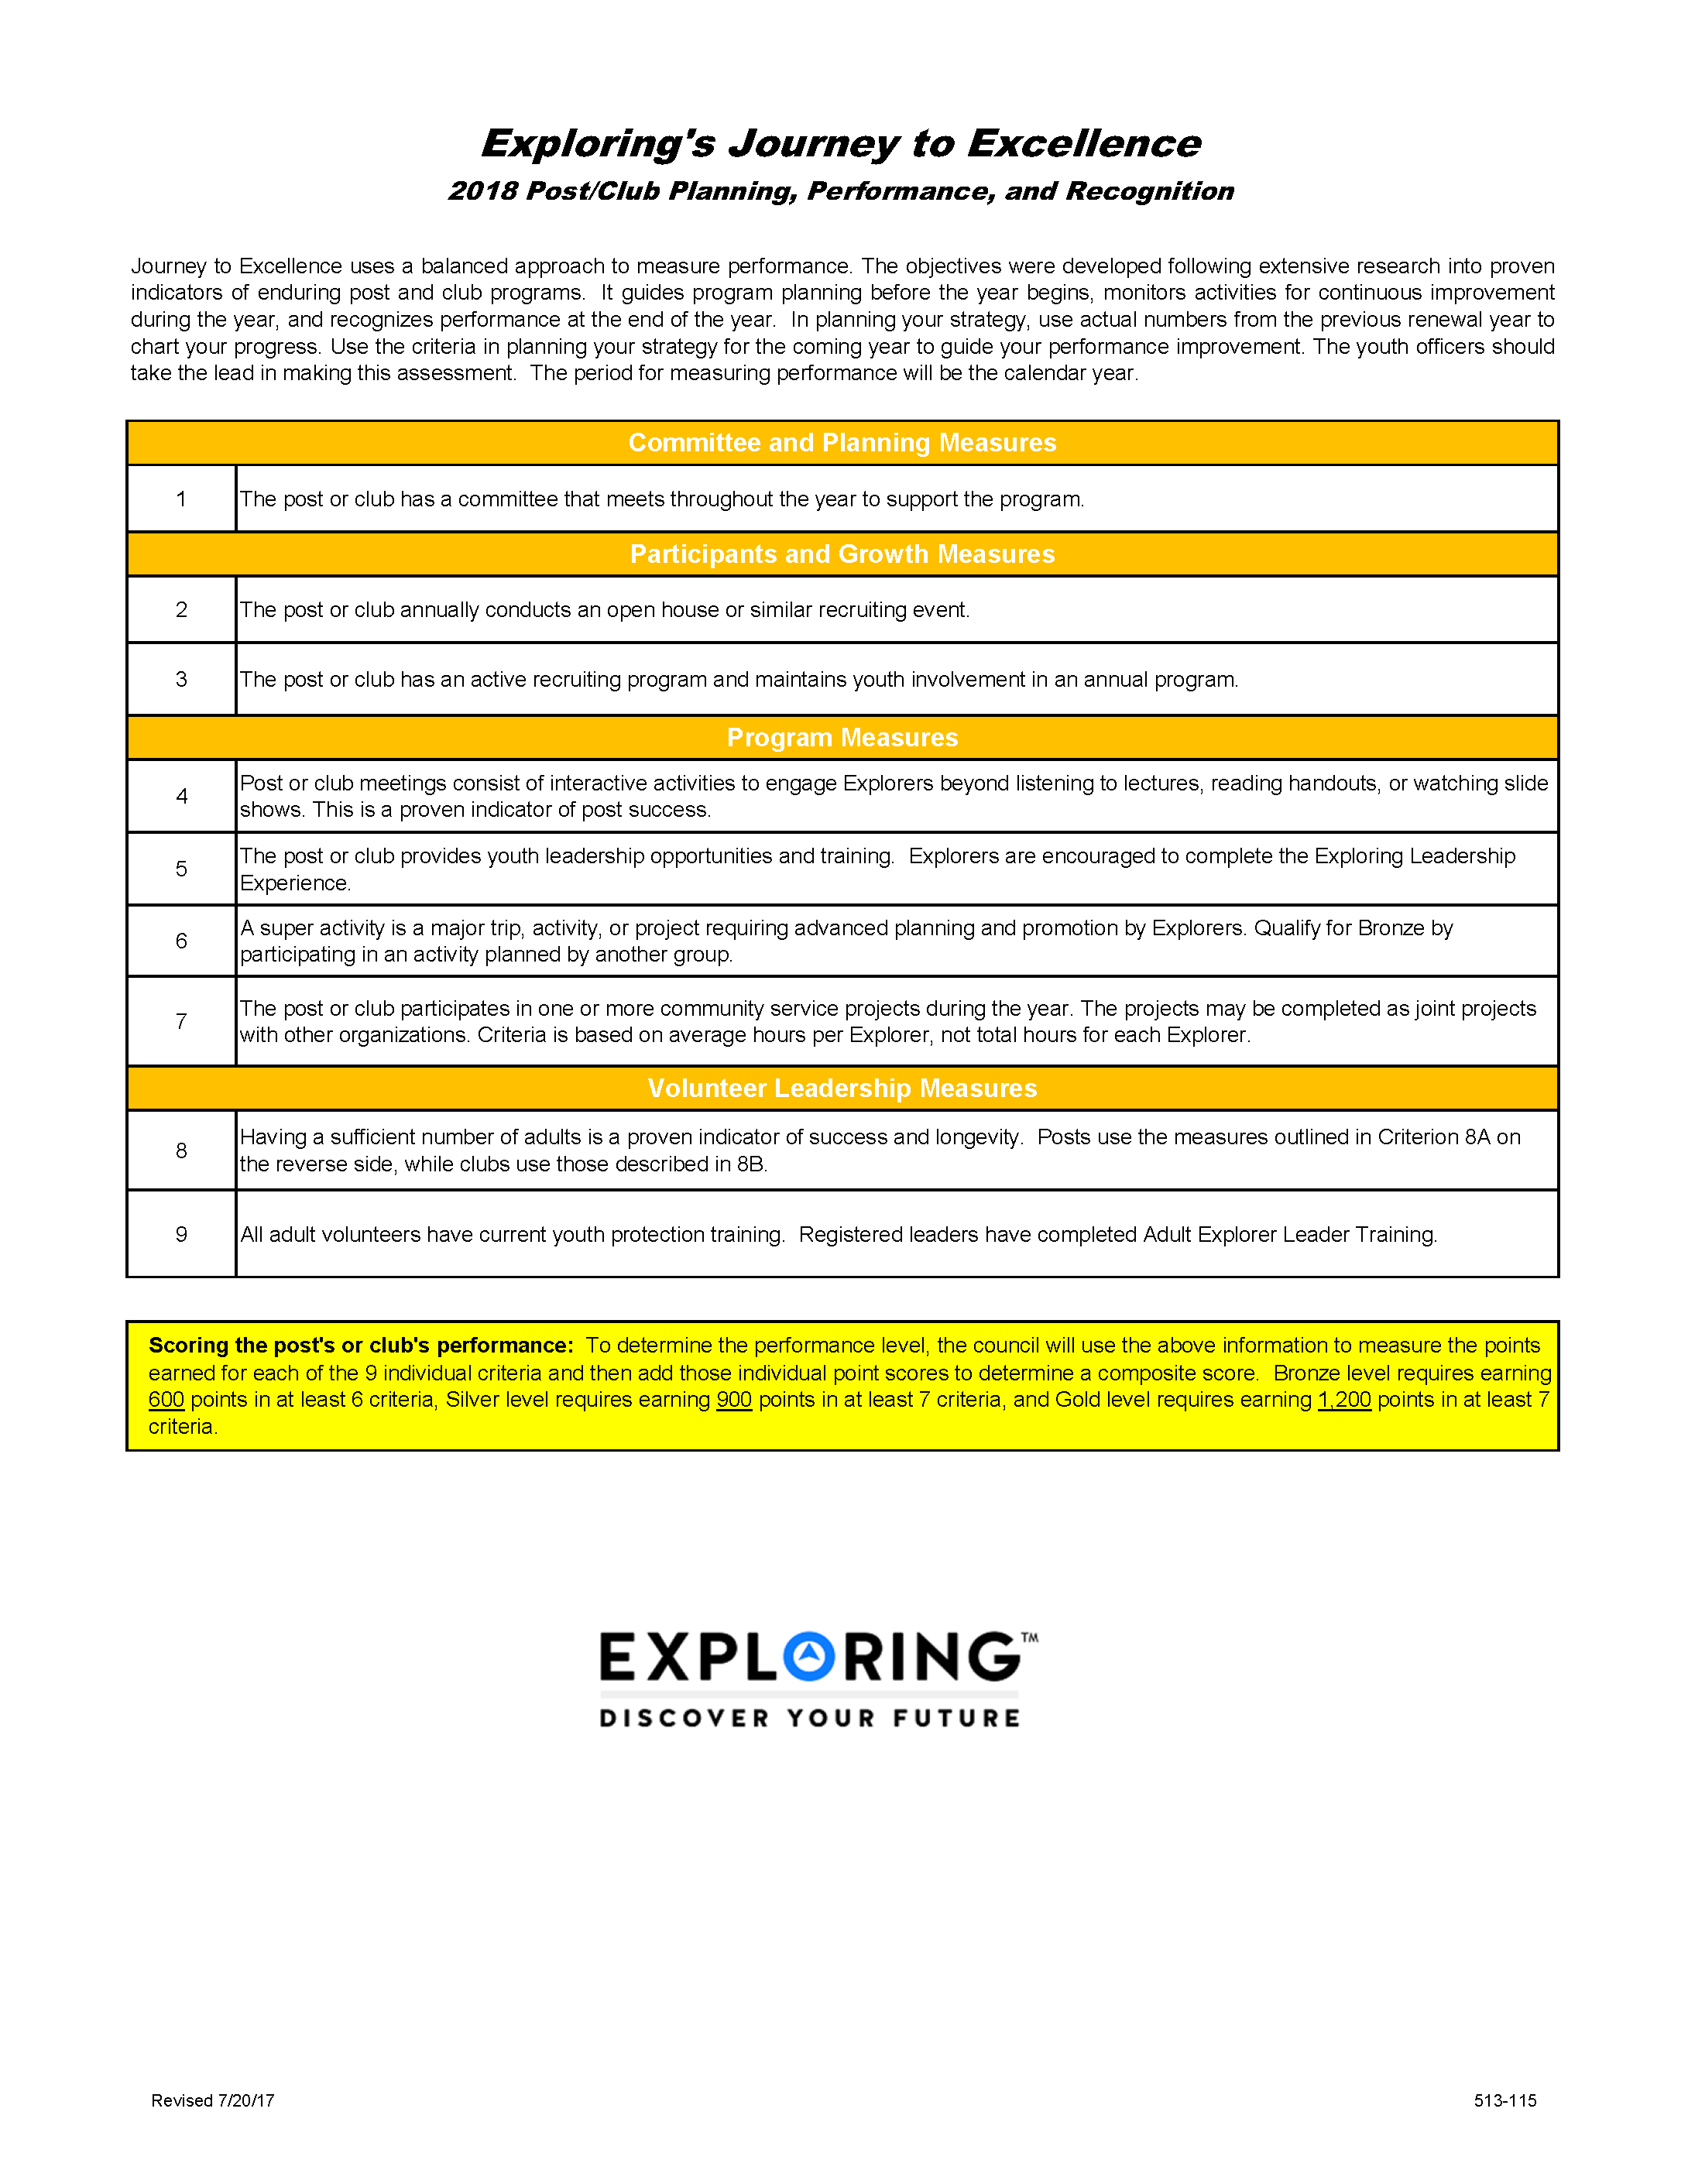 Exploring's Journey to Excellence
2018 Post/Club Planning, Performance, and Recognition
Journey to Excellence uses a balanced approach to measure performance. The objectives were developed following extensive research into proven
indicators of enduring post and club programs.  It guides program planning before the year begins, monitors activities for continuous improvement
during the year, and recognizes performance at the end of the year.  In planning your strategy, use actual numbers from the previous renewal year to
chart your progress. Use the criteria in planning your strategy for the coming year to guide your performance improvement. The youth officers should
take the lead in making this assessment.  The period for measuring performance will be the calendar year.
Committee and Planning Measures
1 The post or club has a committee that meets throughout the year to support the program.
Participants and Growth Measures
2 The post or club annually conducts an open house or similar recruiting event.
3 The post or club has an active recruiting program and maintains youth involvement in an annual program.
Program Measures
4 Post or club meetings consist of interactive activities to engage Explorers beyond listening to lectures, reading handouts, or watching slide
shows. This is a proven indicator of post success.
5 The post or club provides youth leadership opportunities and training.  Explorers are encouraged to complete the Exploring Leadership
Experience.
6 A super activity is a major trip, activity, or project requiring advanced planning and promotion by Explorers. Qualify for Bronze by
participating in an activity planned by another group.
7 The post or club participates in one or more community service projects during the year. The projects may be completed as joint projects
with other organizations. Criteria is based on average hours per Explorer, not total hours for each Explorer.
Volunteer Leadership Measures
8 Having a sufficient number of adults is a proven indicator of success and longevity.  Posts use the measures outlined in Criterion 8A on
the reverse side, while clubs use those described in 8B.
9 All adult volunteers have current youth protection training.  Registered leaders have completed Adult Explorer Leader Training.
Scoring the post's or club's performance:  To determine the performance level, the council will use the above information to measure the points
earned for each of the 9 individual criteria and then add those individual point scores to determine a composite score.  Bronze level requires earning
600 points in at least 6 criteria, Silver level requires earning 900 points in at least 7 criteria, and Gold level requires earning 1,200 points in at least 7
criteria.
EXPLORING™
DISCOVER YOUR FUTURE
Revised 7/20/17 513-115